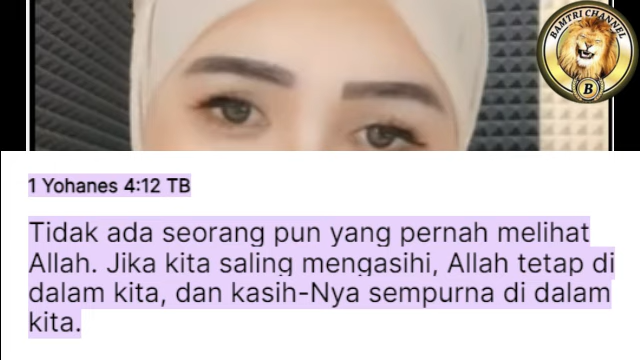 BAMTRI CHANNEL
B
1 Yohanes 4:12 TB
Tidak ada seorang pun yang pernah melihat
Allah. Jika kita saling mengasihi, Allah tetap di
dalam kita, dan kasih-Nya sempurna di dalam
kita.